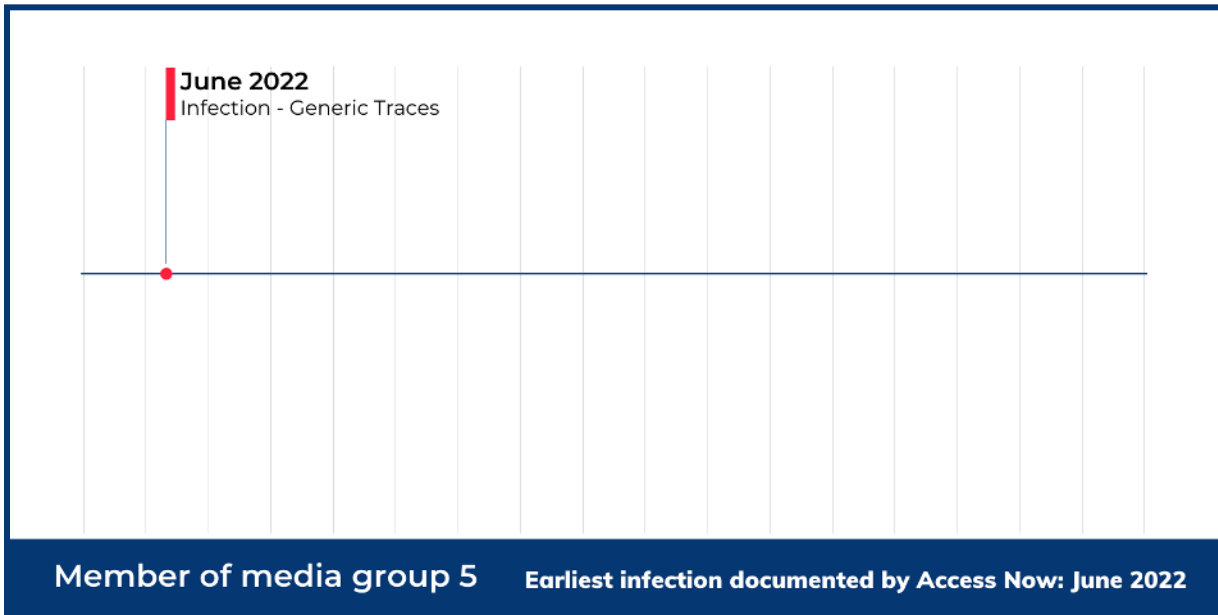 June 2022
Infection - Generic Traces
Member of media group 5
Earliest infection documented by Access Now: June 2022